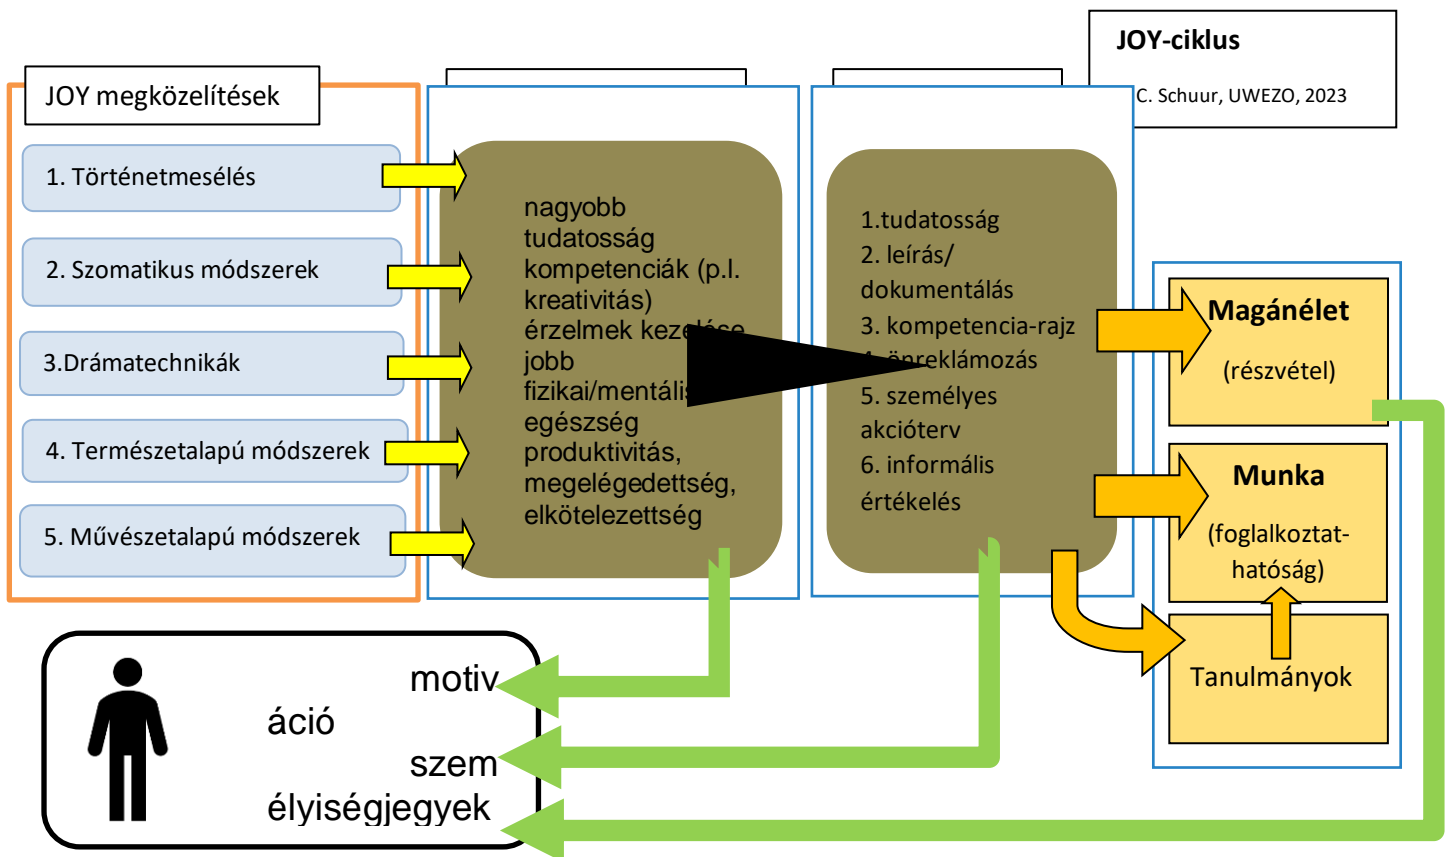 JOY-ciklus
C. Schuur, UWEZO, 2023
JOY megközelítések
1. Történetmesélés
2. Szomatikus módszerek
3.Drámatechnikák
4. Természetalapú módszerek
5. Művészetalapú módszerek
nagyobb
tudatosság
kompetenciák (p.l.
kreativitás)
érzelmek kezelése
jobb
fizikai/mentális
egészség
produktivitás,
megelégedettség,
elkötelezettség
1.tudatosság
2. leírás/
dokumentálás
3. kompetencia-rajz
4. önreklámozás
5. személyes
akcióterv
6. informális
értékelés
Magánélet
(részvétel)
Munka
(foglalkoztat-
hatóság)
Tanulmányok
motiv
áció
szem
élyiségjegyek